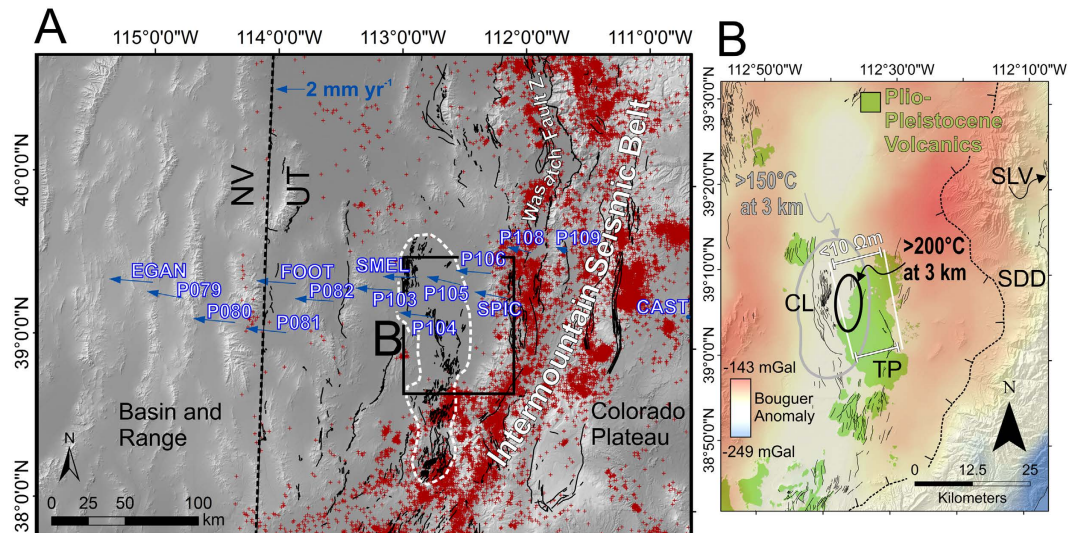 A
115°0'0"W 114°0'0"W 113°0'0"W 112°0'0"W 111°0'0"W
40°0'0"N
39°0'0"N
38°0'0"N
2 mm yr⁻¹
NV
UT
Wasatch Fault Z.
Intermountain Seismic Belt
EGAN
P079
P080
P081
FOOT
P082
SMEL
P103
P104
P105
P106
P108
P109
SPIC
CAST
B
Basin and
Range
Colorado
Plateau
N
0 25 50 100
km
B
112°50'0"W 112°30'0"W 112°10'0"W
39°30'0"N
39°20'0"N
39°10'0"N
39°0'0"N
38°50'0"N
Plio-
Pleistocene
Volcanics
>150°C
at 3 km
<10 Ωm
>200°C
at 3 km
SLV
SDD
CL
TP
-143 mGal
Bouguer
Anomaly
-249 mGal
N
0 12.5 25
Kilometers